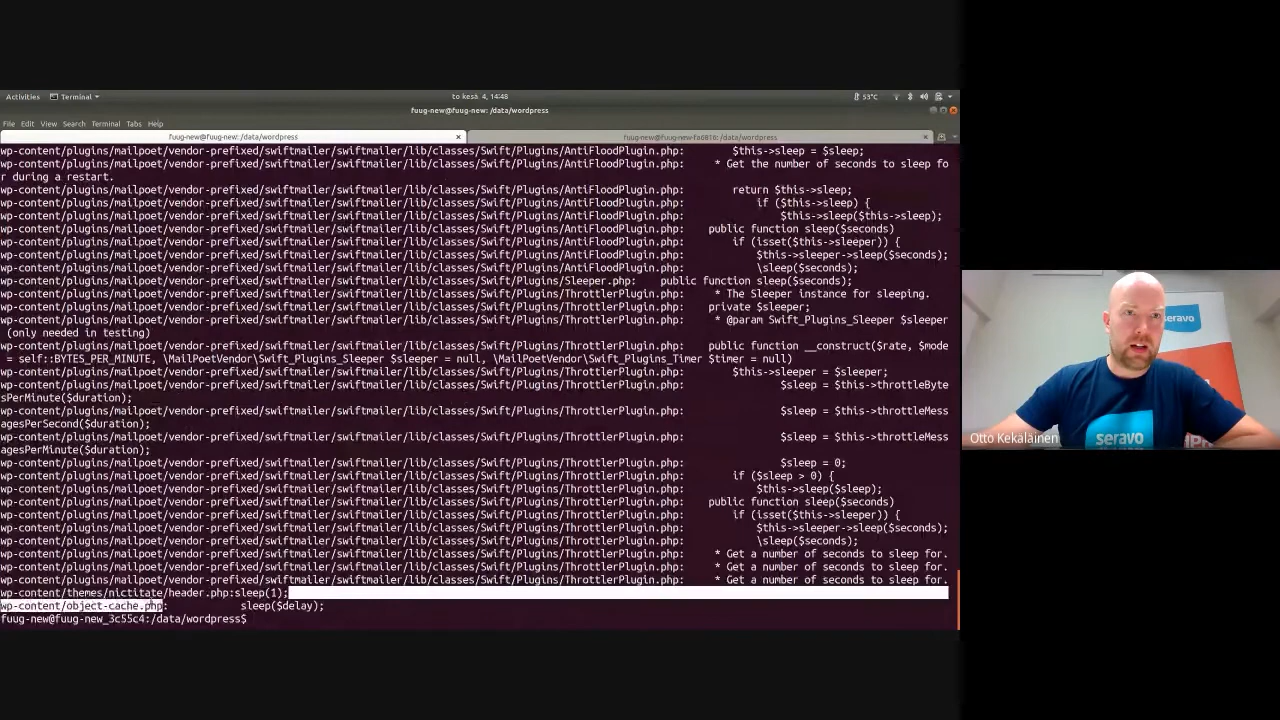 Activities Terminal to kesä. 4, 14:48 53°C
fuug-new@fuug-new: /data/wordpress
File Edit View Search Terminal Tabs Help
fuug-new@fuug-new: /data/wordpress fuug-new@fuug-new-fa6816: /data/wordpress
wp-content/plugins/mailpoet/vendor-prefixed/swiftmailer/swiftmailer/lib/classes/Swift/Plugins/AntiFloodPlugin.php: $this->sleep = $sleep;
wp-content/plugins/mailpoet/vendor-prefixed/swiftmailer/swiftmailer/lib/classes/Swift/Plugins/AntiFloodPlugin.php: * Get the number of seconds to sleep fo
r during a restart.
wp-content/plugins/mailpoet/vendor-prefixed/swiftmailer/swiftmailer/lib/classes/Swift/Plugins/AntiFloodPlugin.php: return $this->sleep;
wp-content/plugins/mailpoet/vendor-prefixed/swiftmailer/swiftmailer/lib/classes/Swift/Plugins/AntiFloodPlugin.php: if ($this->sleep) {
wp-content/plugins/mailpoet/vendor-prefixed/swiftmailer/swiftmailer/lib/classes/Swift/Plugins/AntiFloodPlugin.php: $this->sleep($this->sleep);
wp-content/plugins/mailpoet/vendor-prefixed/swiftmailer/swiftmailer/lib/classes/Swift/Plugins/AntiFloodPlugin.php: public function sleep($seconds)
wp-content/plugins/mailpoet/vendor-prefixed/swiftmailer/swiftmailer/lib/classes/Swift/Plugins/AntiFloodPlugin.php: if (isset($this->sleeper)) {
wp-content/plugins/mailpoet/vendor-prefixed/swiftmailer/swiftmailer/lib/classes/Swift/Plugins/AntiFloodPlugin.php: $this->sleeper->sleep($seconds);
wp-content/plugins/mailpoet/vendor-prefixed/swiftmailer/swiftmailer/lib/classes/Swift/Plugins/AntiFloodPlugin.php: \sleep($seconds);
wp-content/plugins/mailpoet/vendor-prefixed/swiftmailer/swiftmailer/lib/classes/Swift/Plugins/Sleeper.php: public function sleep($seconds);
wp-content/plugins/mailpoet/vendor-prefixed/swiftmailer/swiftmailer/lib/classes/Swift/Plugins/ThrottlerPlugin.php: * The Sleeper instance for sleeping.
wp-content/plugins/mailpoet/vendor-prefixed/swiftmailer/swiftmailer/lib/classes/Swift/Plugins/ThrottlerPlugin.php: private $sleeper;
wp-content/plugins/mailpoet/vendor-prefixed/swiftmailer/swiftmailer/lib/classes/Swift/Plugins/ThrottlerPlugin.php: * @param Swift_Plugins_Sleeper $sleeper
(only needed in testing)
wp-content/plugins/mailpoet/vendor-prefixed/swiftmailer/swiftmailer/lib/classes/Swift/Plugins/ThrottlerPlugin.php: public function __construct($rate, $mode
= self::BYTES_PER_MINUTE, \MailPoetVendor\Swift_Plugins_Sleeper $sleeper = null, \MailPoetVendor\Swift_Plugins_Timer $timer = null)
wp-content/plugins/mailpoet/vendor-prefixed/swiftmailer/swiftmailer/lib/classes/Swift/Plugins/ThrottlerPlugin.php: $this->sleeper = $sleeper;
wp-content/plugins/mailpoet/vendor-prefixed/swiftmailer/swiftmailer/lib/classes/Swift/Plugins/ThrottlerPlugin.php: $sleep = $this->throttleByte
sPerMinute($duration);
wp-content/plugins/mailpoet/vendor-prefixed/swiftmailer/swiftmailer/lib/classes/Swift/Plugins/ThrottlerPlugin.php: $sleep = $this->throttleMess
agesPerSecond($duration);
wp-content/plugins/mailpoet/vendor-prefixed/swiftmailer/swiftmailer/lib/classes/Swift/Plugins/ThrottlerPlugin.php: $sleep = $this->throttleMess
agesPerMinute($duration);
wp-content/plugins/mailpoet/vendor-prefixed/swiftmailer/swiftmailer/lib/classes/Swift/Plugins/ThrottlerPlugin.php: $sleep = 0;
wp-content/plugins/mailpoet/vendor-prefixed/swiftmailer/swiftmailer/lib/classes/Swift/Plugins/ThrottlerPlugin.php: if ($sleep > 0) {
wp-content/plugins/mailpoet/vendor-prefixed/swiftmailer/swiftmailer/lib/classes/Swift/Plugins/ThrottlerPlugin.php: $this->sleep($sleep);
wp-content/plugins/mailpoet/vendor-prefixed/swiftmailer/swiftmailer/lib/classes/Swift/Plugins/ThrottlerPlugin.php: public function sleep($seconds)
wp-content/plugins/mailpoet/vendor-prefixed/swiftmailer/swiftmailer/lib/classes/Swift/Plugins/ThrottlerPlugin.php: if (isset($this->sleeper)) {
wp-content/plugins/mailpoet/vendor-prefixed/swiftmailer/swiftmailer/lib/classes/Swift/Plugins/ThrottlerPlugin.php: $this->sleeper->sleep($seconds);
wp-content/plugins/mailpoet/vendor-prefixed/swiftmailer/swiftmailer/lib/classes/Swift/Plugins/ThrottlerPlugin.php: \sleep($seconds);
wp-content/plugins/mailpoet/vendor-prefixed/swiftmailer/swiftmailer/lib/classes/Swift/Plugins/ThrottlerPlugin.php: * Get a number of seconds to sleep for.
wp-content/plugins/mailpoet/vendor-prefixed/swiftmailer/swiftmailer/lib/classes/Swift/Plugins/ThrottlerPlugin.php: * Get a number of seconds to sleep for.
wp-content/plugins/mailpoet/vendor-prefixed/swiftmailer/swiftmailer/lib/classes/Swift/Plugins/ThrottlerPlugin.php: * Get a number of seconds to sleep for.
wp-content/themes/nictitate/header.php:sleep(1);
wp-content/object-cache.php: sleep($delay);
fuug-new@fuug-new_3c55c4:/data/wordpress$
seravo
seravo
Otto Kekäläinen